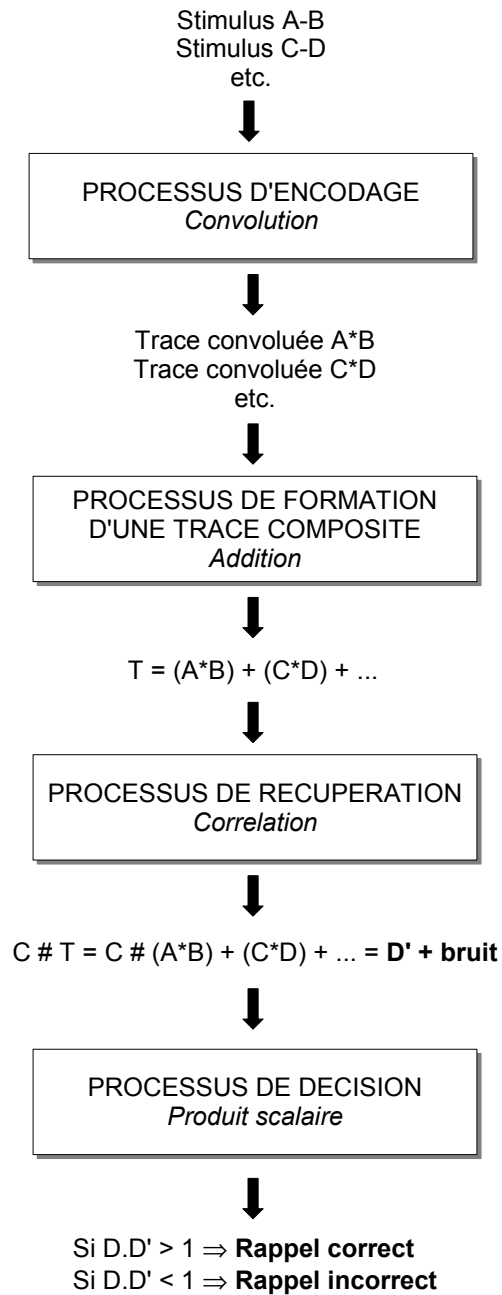 Stimulus A-B
Stimulus C-D
etc.
PROCESSUS D'ENCODAGE
Convolution
Trace convoluée A*B
Trace convoluée C*D
etc.
PROCESSUS DE FORMATION
D'UNE TRACE COMPOSITE
Addition
T = (A*B) + (C*D) + ...
PROCESSUS DE RECUPERATION
Correlation
C # T = C # (A*B) + (C*D) + ... = D' + bruit
PROCESSUS DE DECISION
Produit scalaire
Si D.D' > 1 ⇒ Rappel correct
Si D.D' < 1 ⇒ Rappel incorrect